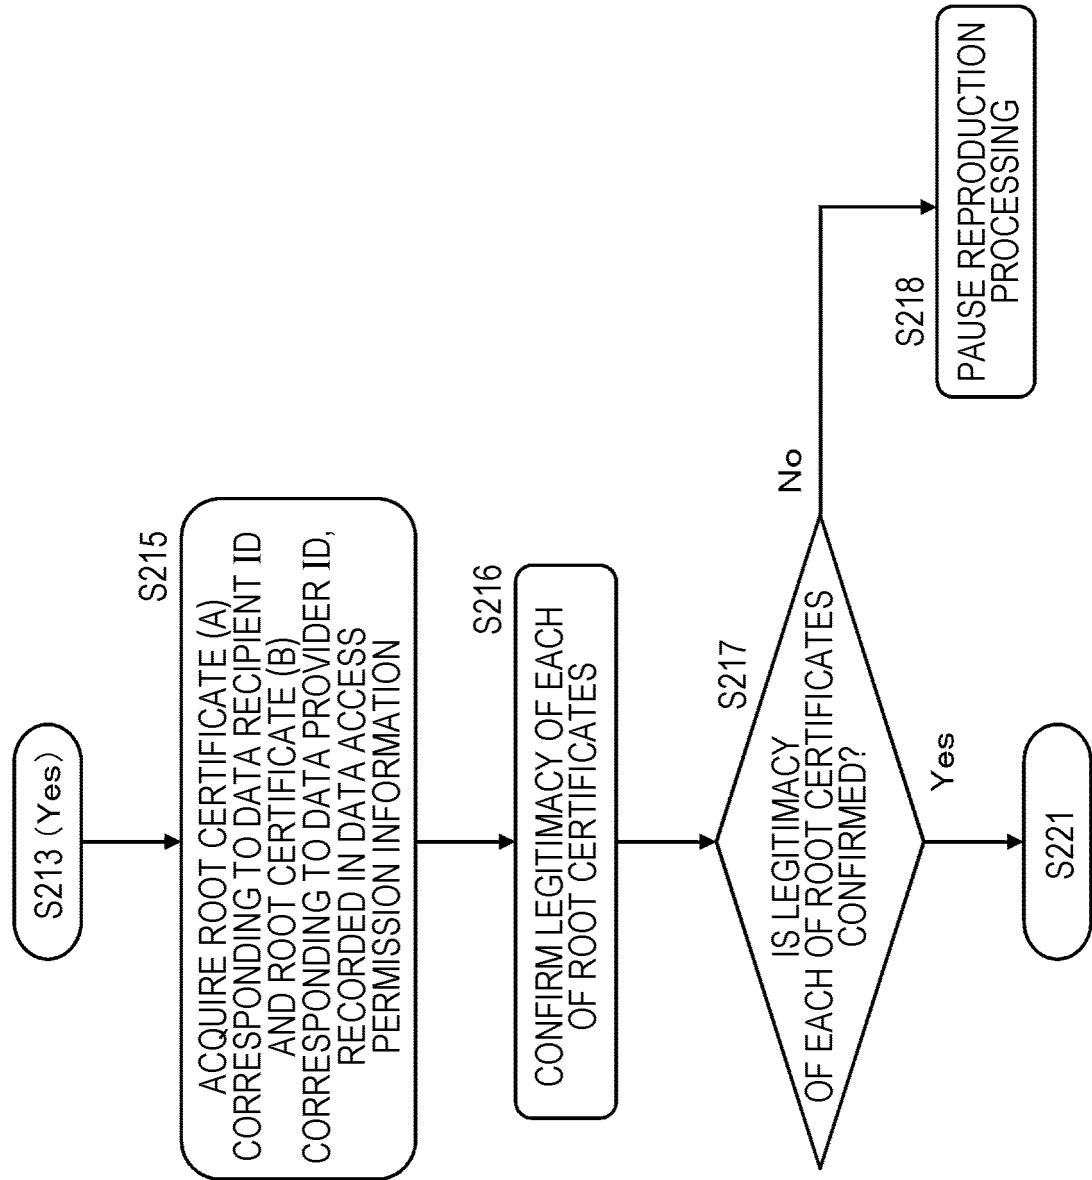 S213 (Yes)
S215
ACQUIRE ROOT CERTIFICATE (A)
CORRESPONDING TO DATA RECIPIENT ID
AND ROOT CERTIFICATE (B)
CORRESPONDING TO DATA PROVIDER ID,
RECORDED IN DATA ACCESS
PERMISSION INFORMATION
S216
CONFIRM LEGITIMACY OF EACH
OF ROOT CERTIFICATES
S217
IS LEGITIMACY
OF EACH OF ROOT CERTIFICATES
CONFIRMED?
No
Yes
S218
PAUSE REPRODUCTION
PROCESSING
S221